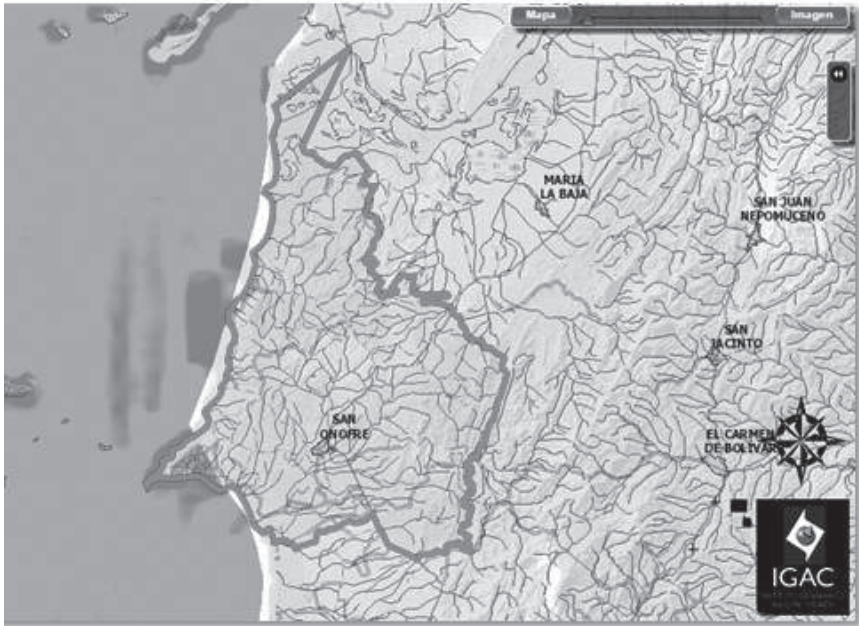 Mapa
Imagen
MARIA
LA BAJA
SAN JUAN
NEPOMUCENO
SAN
JACINTO
SAN
ONOFRE
EL CARMEN
DE BOLIVAR
IGAC